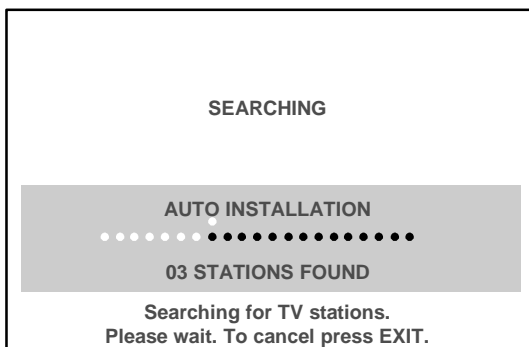 SEARCHING
AUTO INSTALLATION
03 STATIONS FOUND
Searching for TV stations.
Please wait. To cancel press EXIT.